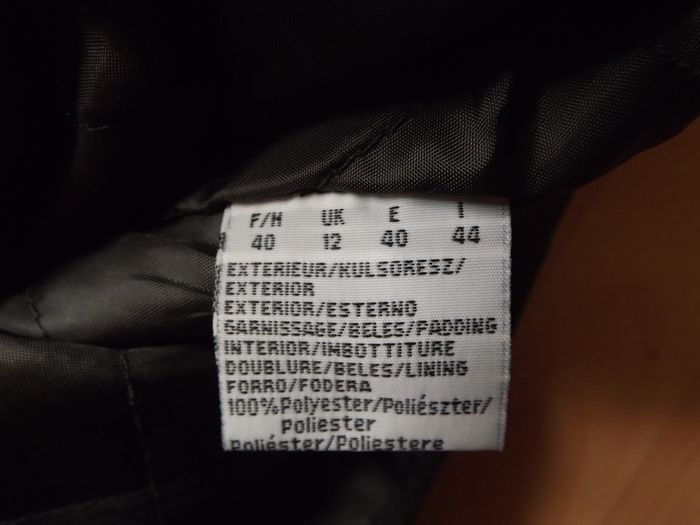 F/H UK E I
40 12 40 44
EXTERIEUR/KULSORESZ/
EXTERIOR
EXTERIOR/ESTERNO
GARNISSAGE/BELES/PADDING
INTERIOR/IMBOTTITURE
DOUBLURE/BELES/LINING
FORRO/FODERA
100%Polyester/Poliészter/
Poliester
Poliéster/Poliestere